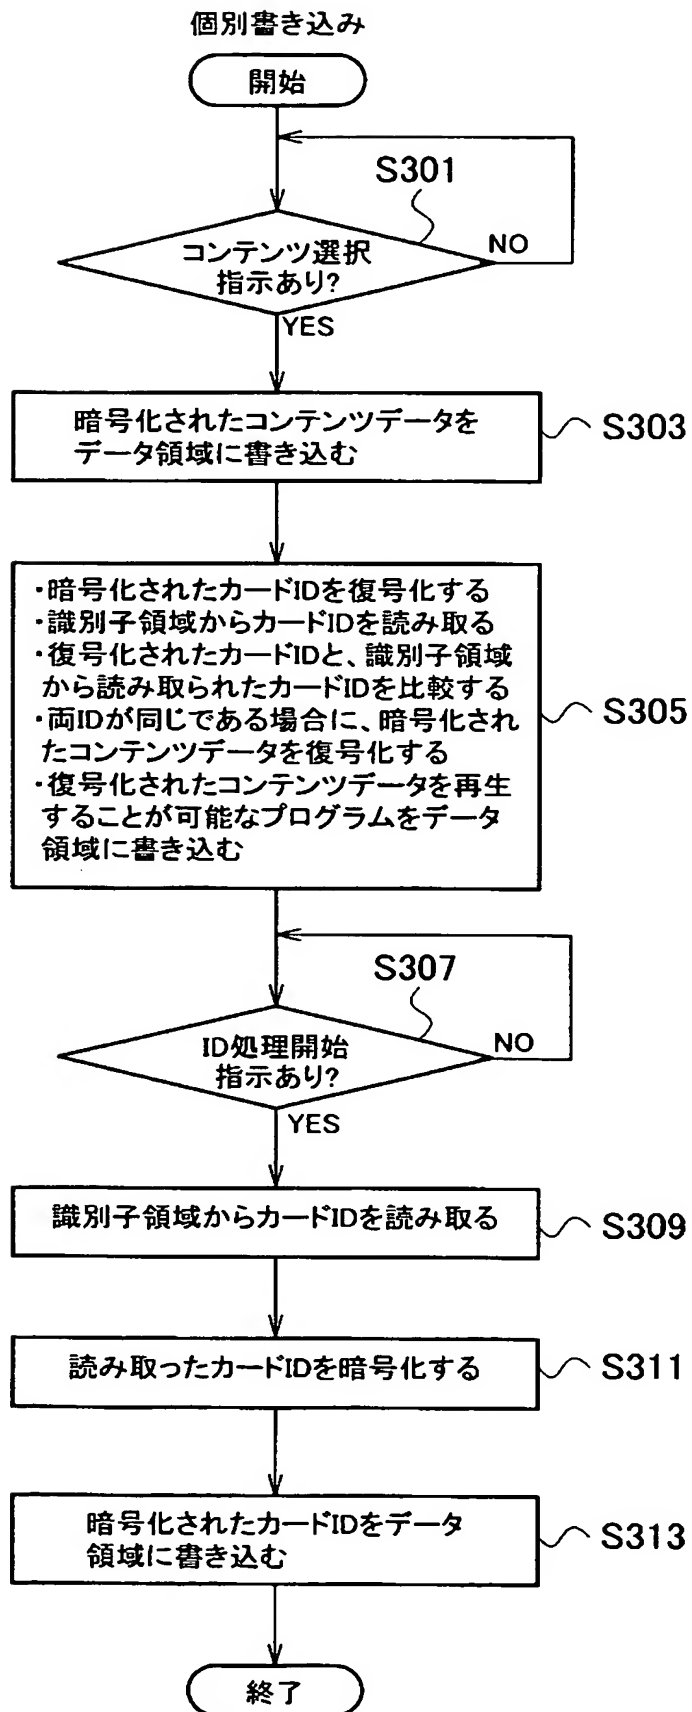 個別書き込み
開始
S301
コンテンツ選択
指示あり?
NO
YES
暗号化されたコンテンツデータを
データ領域に書き込む
S303
・暗号化されたカードIDを復号化する
・識別子領域からカードIDを読み取る
・復号化されたカードIDと、識別子領域
から読み取られたカードIDを比較する
・両IDが同じである場合に、暗号化され
たコンテンツデータを復号化する
・復号化されたコンテンツデータを再生
することが可能なプログラムをデータ
領域に書き込む
S305
S307
ID処理開始
指示あり?
NO
YES
識別子領域からカードIDを読み取る
S309
読み取ったカードIDを暗号化する
S311
暗号化されたカードIDをデータ
領域に書き込む
S313
終了